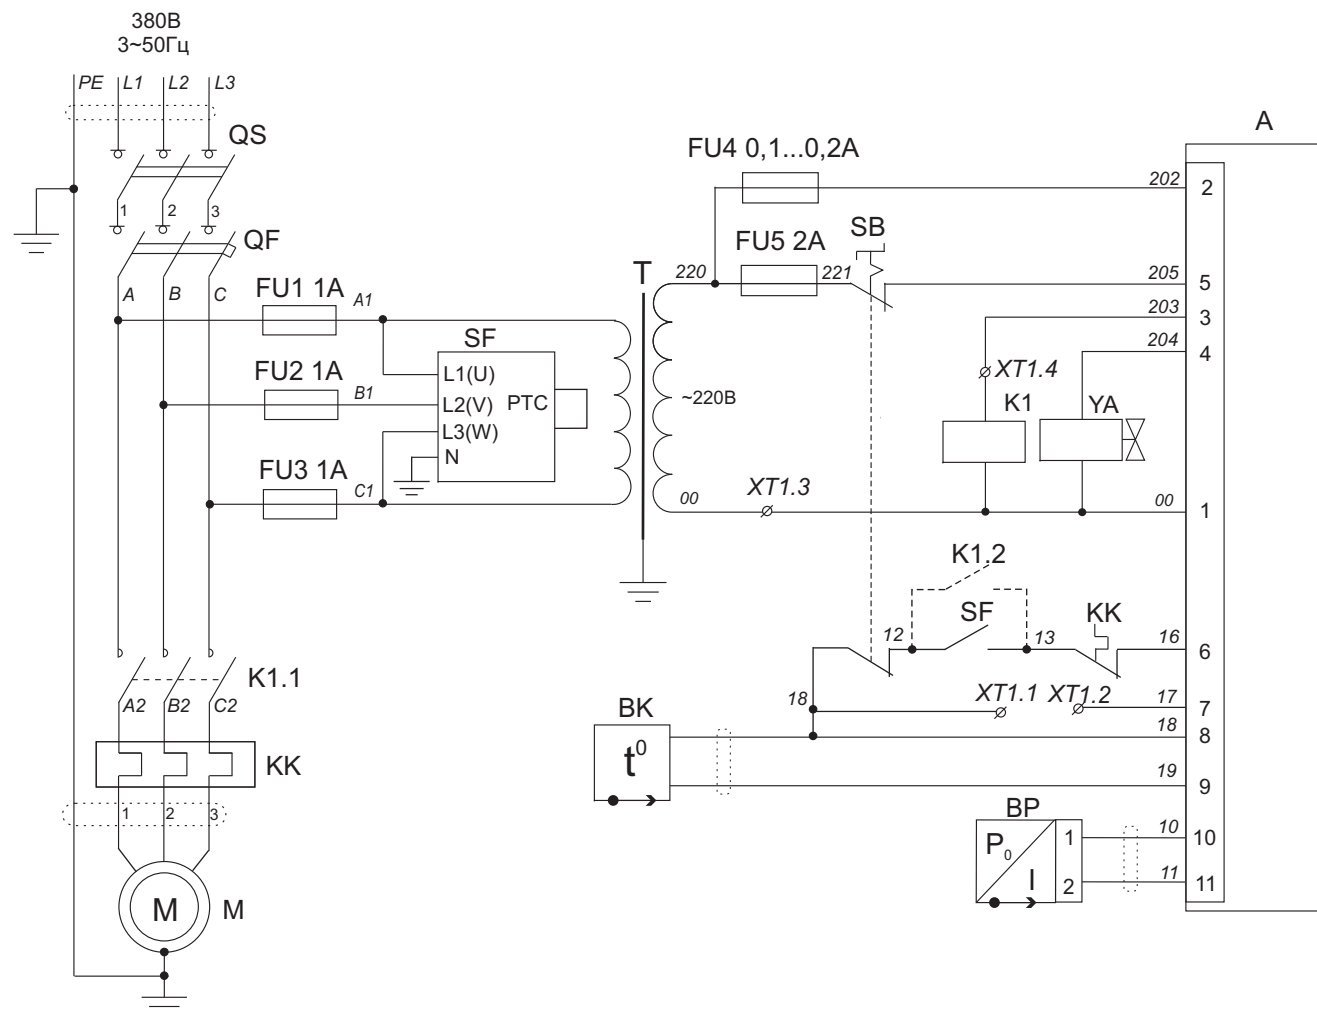 380В
3~50Гц
PE L1 L2 L3
QS
A
FU4 0,1...0,2A
202 2
1 2 3
QF
SB
FU5 2A
T 220 221 205 5
A B C
FU1 1A A1
203 3
SF
204 4
L1(U)
XT1.4
FU2 1A B1
L2(V) PTC
~220В
K1 YA
L3(W)
N
FU3 1A C1
00 XT1.3 00 1
K1.2
SF
KK
12 13 16 6
K1.1
A2 B2 C2
18 XT1.1 XT1.2 17 7
BK
18 8
t⁰
KK
19 9
1 2 3
BP
P₀ 1 10 10
I 2 11 11
M M